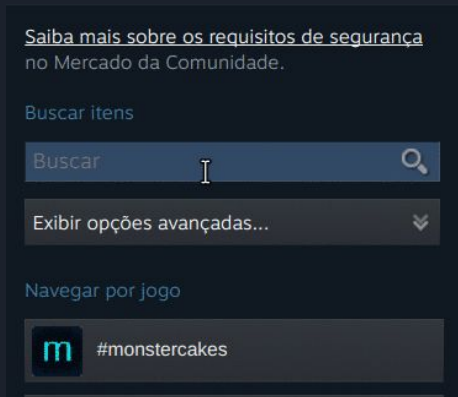 Saiba mais sobre os requisitos de segurança
no Mercado da Comunidade.
Buscar itens
Buscar
Exibir opções avançadas...
Navegar por jogo
m
#monstercakes